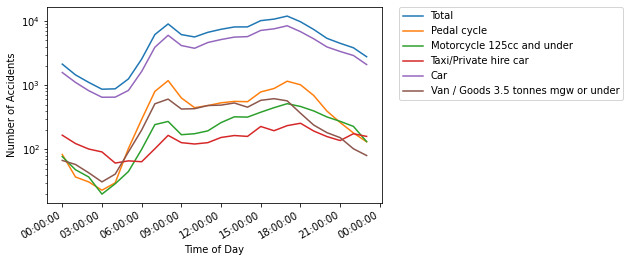 Number of Accidents
10⁴
10³
10²
00:00:00
03:00:00
06:00:00
09:00:00
12:00:00
15:00:00
18:00:00
21:00:00
00:00:00
Time of Day
Total
Pedal cycle
Motorcycle 125cc and under
Taxi/Private hire car
Car
Van / Goods 3.5 tonnes mgw or under